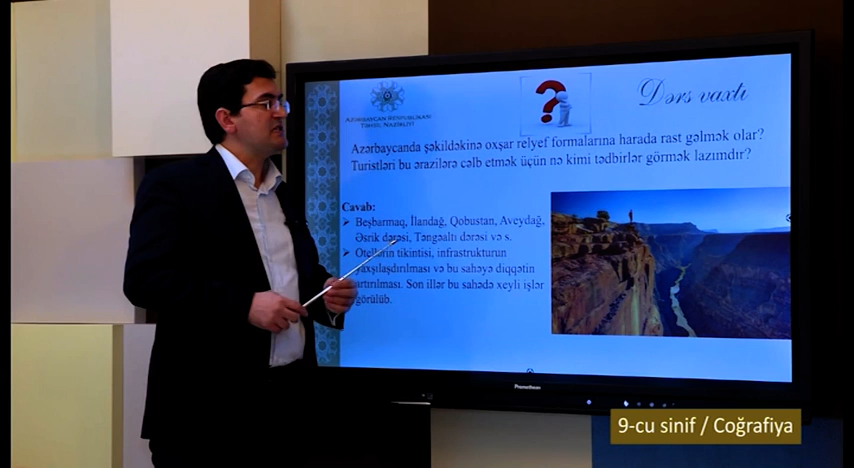 AZƏRBAYCAN RESPUBLİKASI
TƏHSİL NAZİRLİYİ
Dərs vaxtı
Azərbaycanda şəkildəkinə oxşar relyef formalarına harada rast gəlmək olar?
Turistləri bu ərazilərə cəlb etmək üçün nə kimi tədbirlər görmək lazımdır?
Cavab:
Beşbarmaq, İlandağ, Qobustan, Aveydağ,
Əsrik dərəsi, Təngəaltı dərəsi və s.
Otellərin tikintisi, infrastrukturun
yaxşılaşdırılması və bu sahəyə diqqətin
artırılması. Son illər bu sahədə xeyli işlər
görülüb.
Promethean
9-cu sinif / Coğrafiya